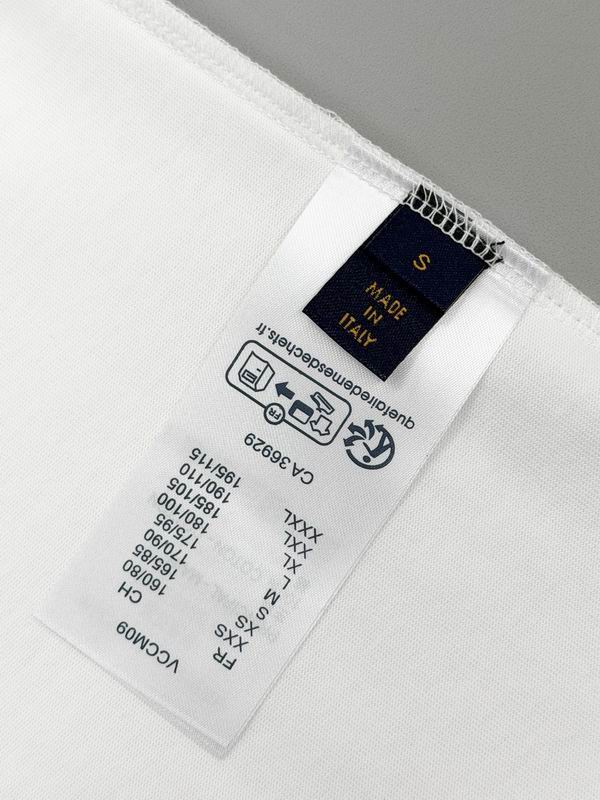 S
MADE
IN
ITALY
VCCM09
FR CH
XXS 160/80
XS 165/85
S 170/90
M 175/95
L 180/100
XL 185/105
XXL 190/110
XXXL 195/115
CA 36929
FR
quefairedemesdechets.fr